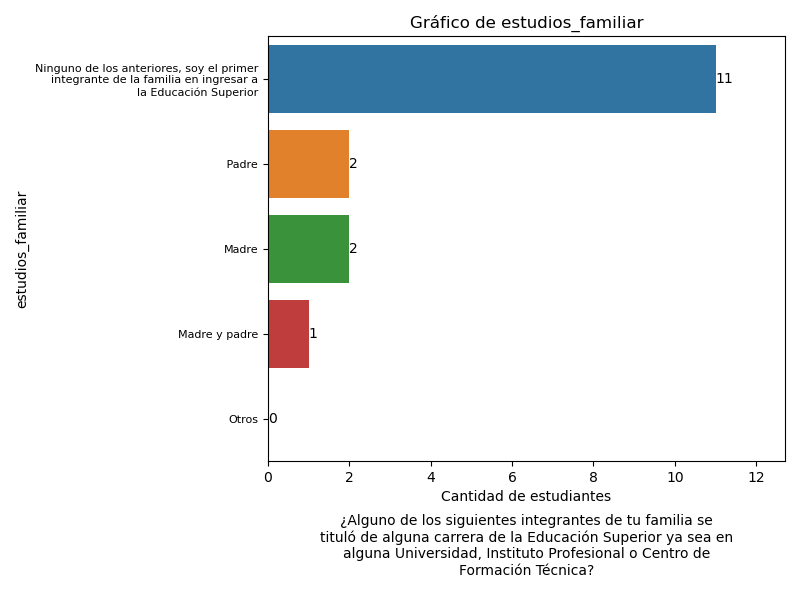 Gráfico de estudios_familiar
Ninguno de los anteriores, soy el primer
integrante de la familia en ingresar a
la Educación Superior
11
Padre
2
Madre
2
Madre y padre
1
Otros
0
estudios_familiar
0 2 4 6 8 10 12
Cantidad de estudiantes
¿Alguno de los siguientes integrantes de tu familia se
tituló de alguna carrera de la Educación Superior ya sea en
alguna Universidad, Instituto Profesional o Centro de
Formación Técnica?